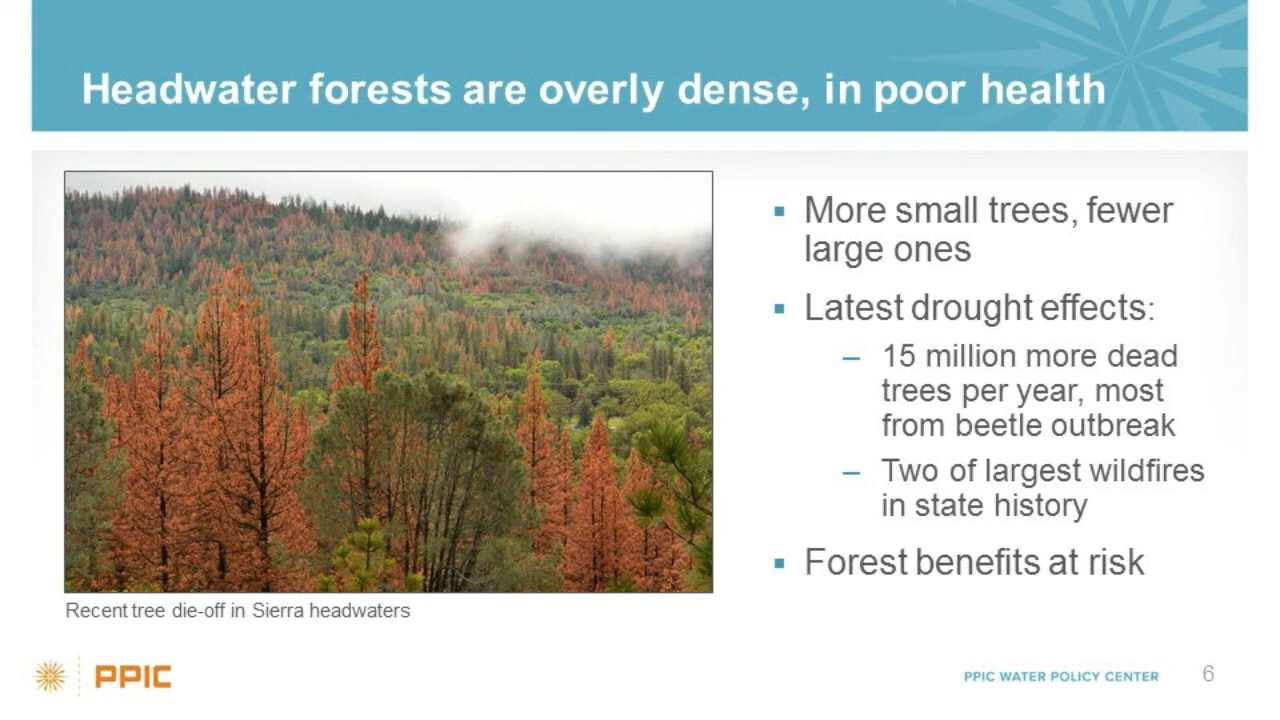 Headwater forests are overly dense, in poor health
▪ More small trees, fewer
large ones
▪ Latest drought effects:
– 15 million more dead
trees per year, most
from beetle outbreak
– Two of largest wildfires
in state history
▪ Forest benefits at risk
Recent tree die-off in Sierra headwaters
PPIC
PPIC WATER POLICY CENTER
6